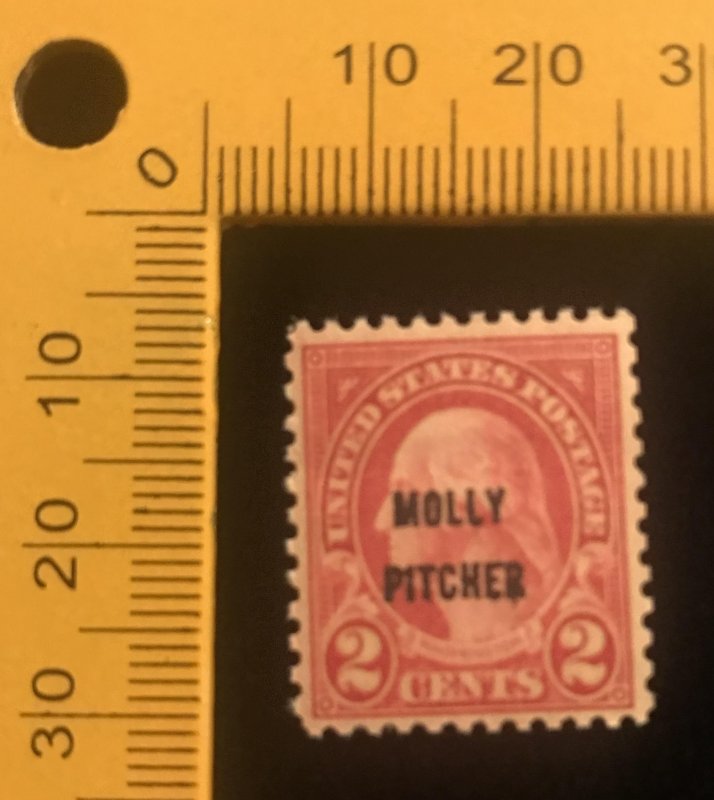 0 10 20 3
10
20
30
UNITED STATES POSTAGE
MOLLY
PITCHER
2 CENTS 2